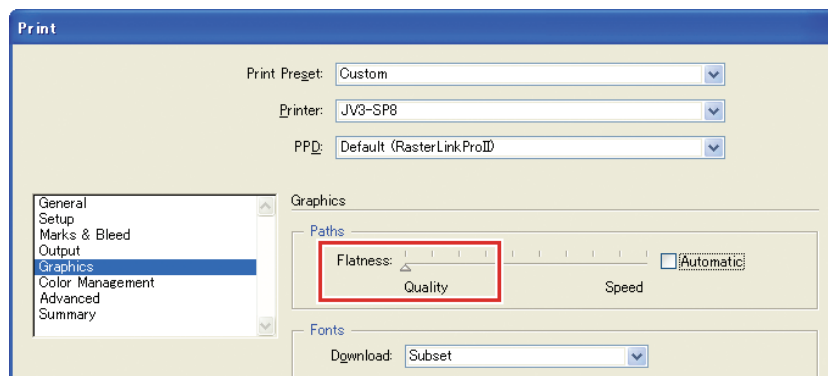 Print
Print Preset: Custom
Printer: JV3-SP8
PPD: Default (RasterLinkProII)
General
Setup
Marks & Bleed
Output
Graphics
Color Management
Advanced
Summary
Graphics
Paths
Flatness: Automatic
Quality Speed
Fonts
Download: Subset